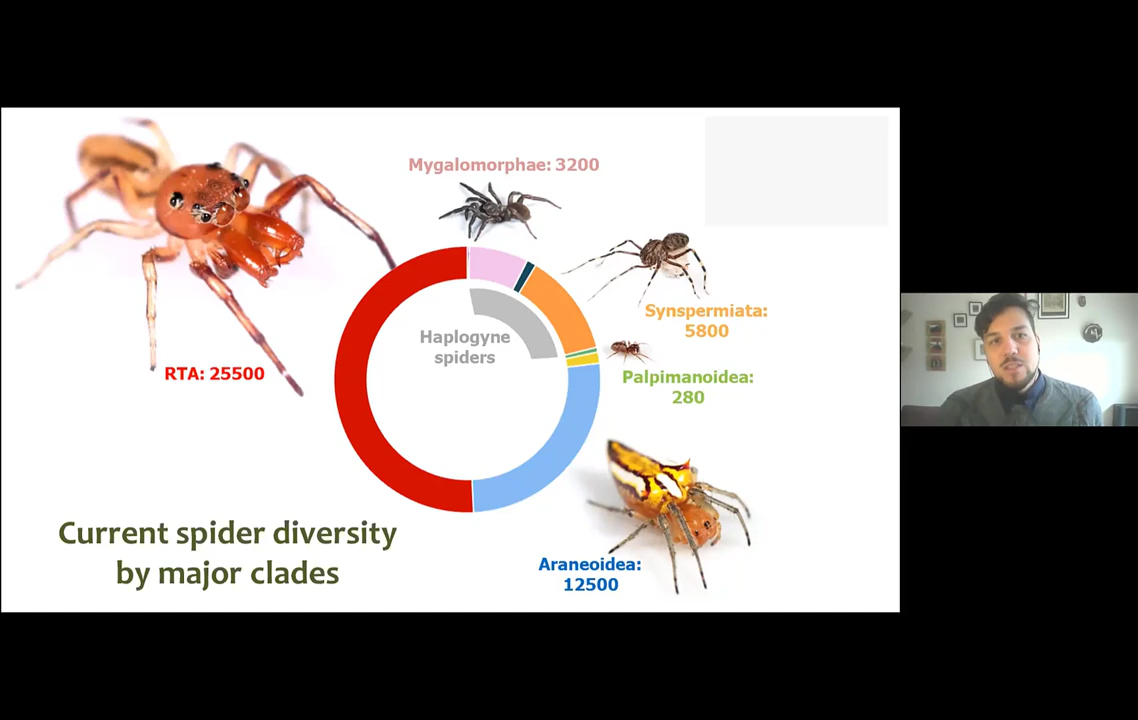 Mygalomorphae: 3200
Synspermiata:
5800
Haplogyne
spiders
RTA: 25500
Palpimanoidea:
280
Current spider diversity
by major clades
Araneoidea:
12500